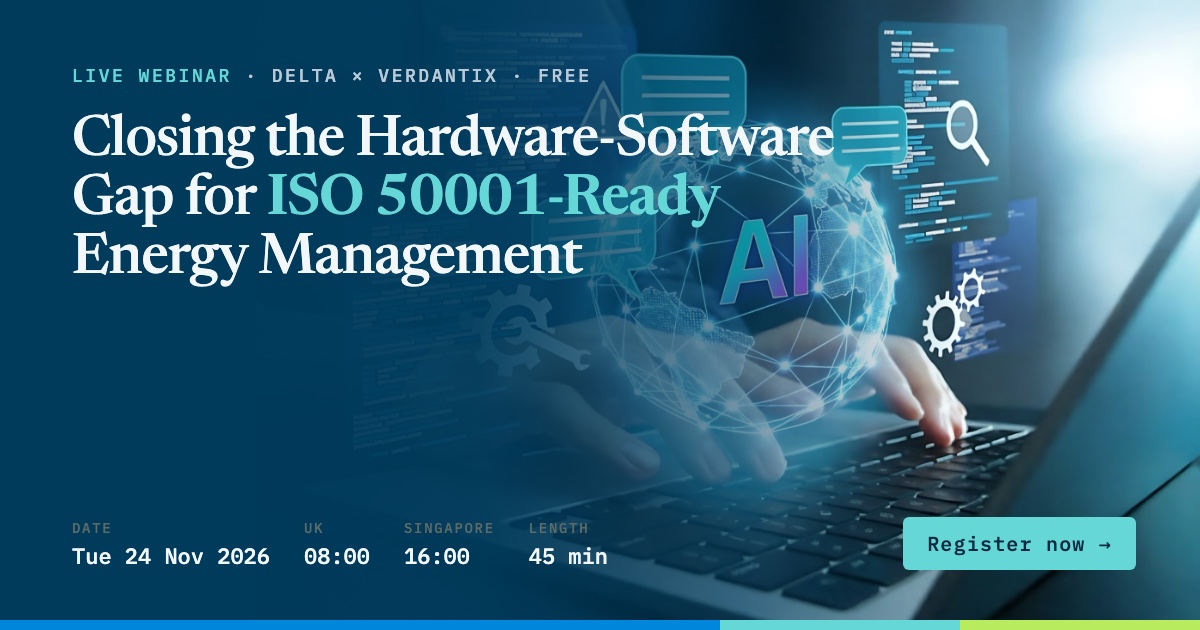 LIVE WEBINAR · DELTA × VERDANTIX · FREE
Closing the Hardware-Software
Gap for ISO 50001-Ready
Energy Management
AI
DATE UK SINGAPORE LENGTH
Tue 24 Nov 2026 08:00 16:00 45 min
Register now →